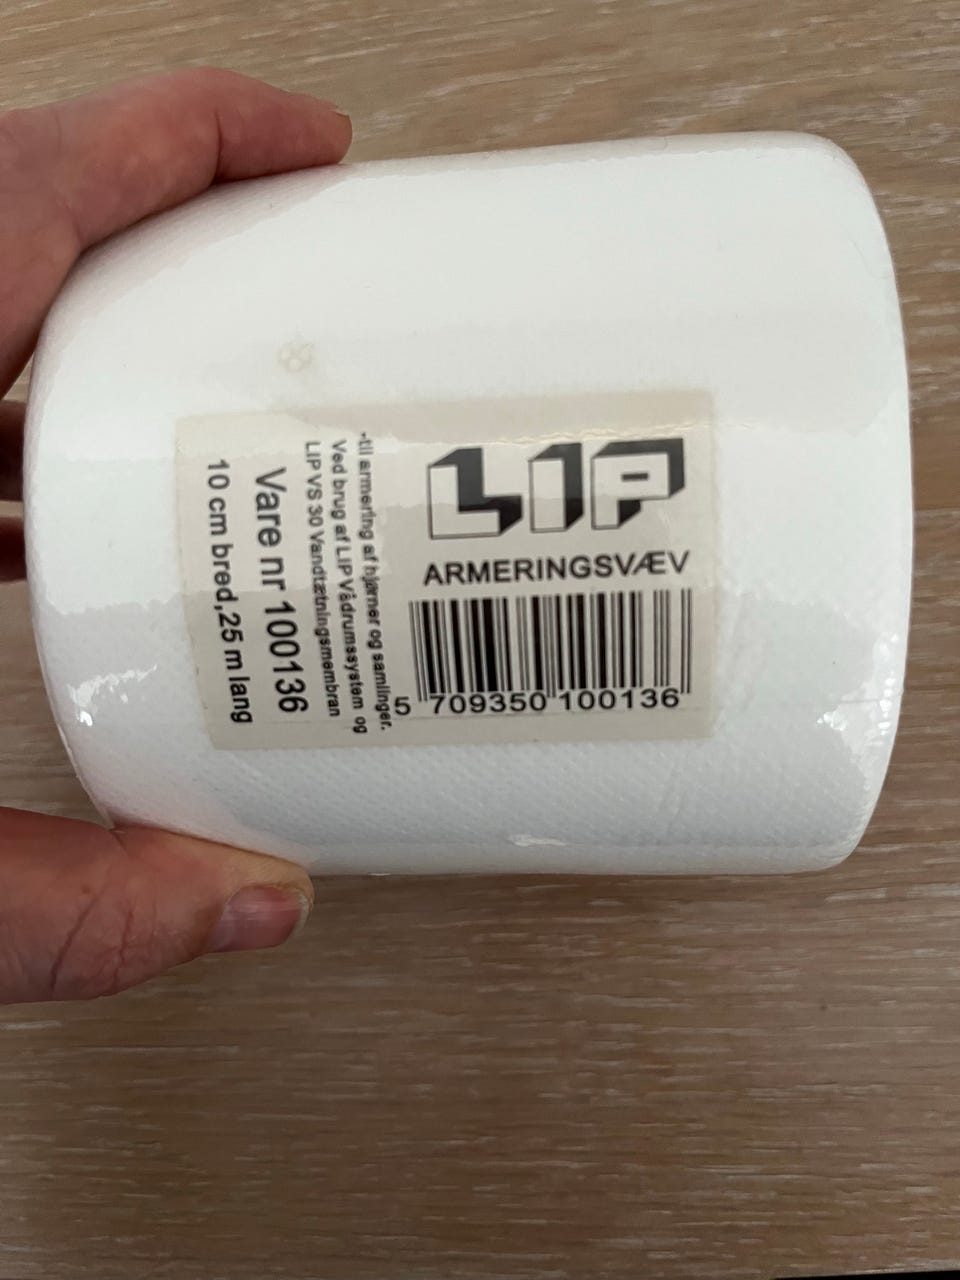 LIP
ARMERINGSVÆV
5 709350 100136
-til armering af hjørner og samlinger.
Ved brug af LIP Vådrumssystem og
LIP VS 30 Vandtætningsmembran
Vare nr 100136
10 cm bred,25 m lang